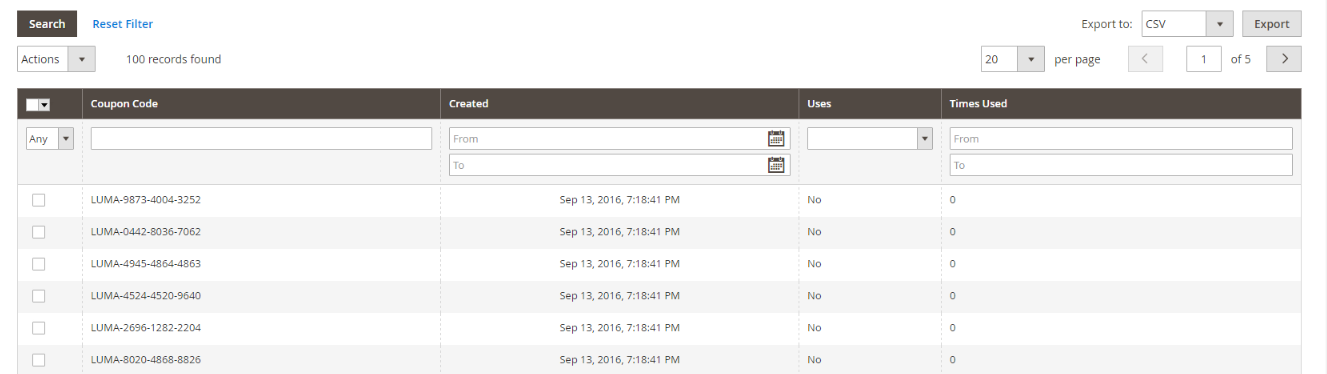 Search Reset Filter Export to: CSV Export
Actions 100 records found 20 per page 1 of 5
Coupon Code Created Uses Times Used
Any From From
To To
LUMA-9873-4004-3252 Sep 13, 2016, 7:18:41 PM No 0
LUMA-0442-8036-7062 Sep 13, 2016, 7:18:41 PM No 0
LUMA-4945-4864-4863 Sep 13, 2016, 7:18:41 PM No 0
LUMA-4524-4520-9640 Sep 13, 2016, 7:18:41 PM No 0
LUMA-2696-1282-2204 Sep 13, 2016, 7:18:41 PM No 0
LUMA-8020-4868-8826 Sep 13, 2016, 7:18:41 PM No 0